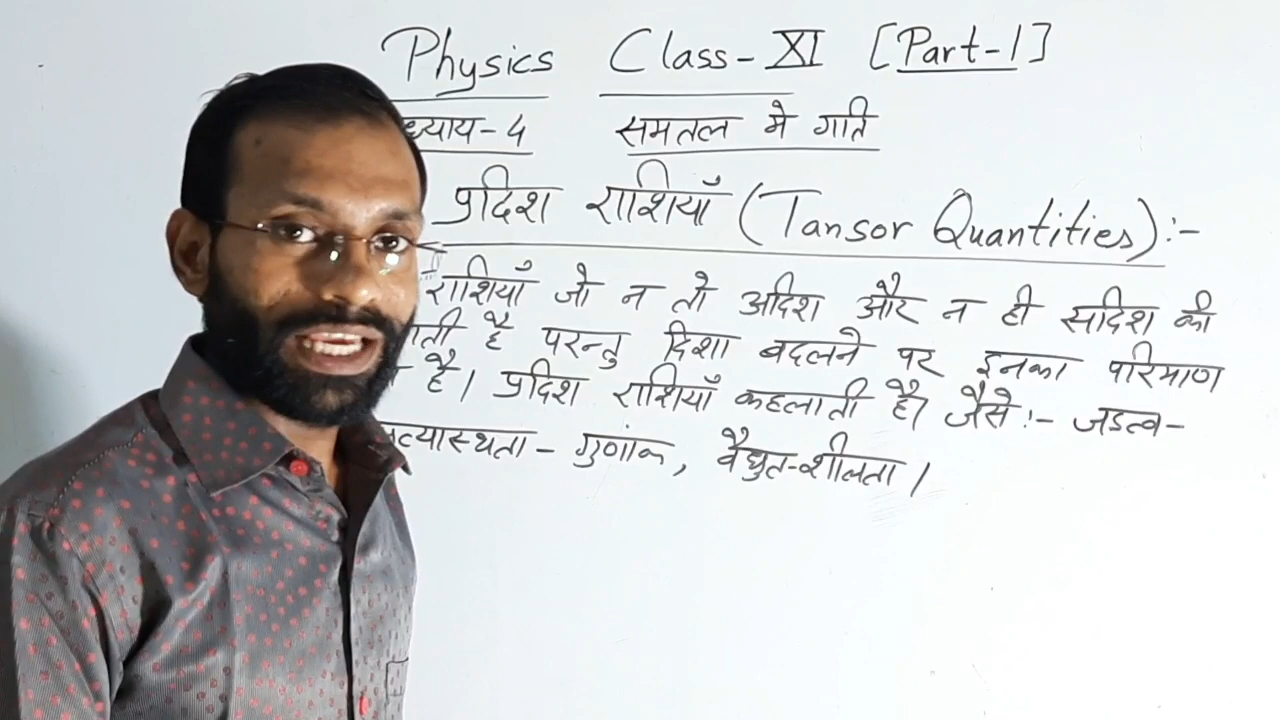 Physics Class-XI [Part-1]
ध्याय-4 समतल मे गति
प्रदिश राशियाँ (Tansor Quantities):-
राशियाँ जो न तो अदिश और न ही सदिश की
है परन्तु दिशा बदलने पर इनका परिमाण
है। प्रदिश राशियाँ कहलाती है। जैसे:- जड़त्व-
गुणांक, वैद्युत-शीलता।